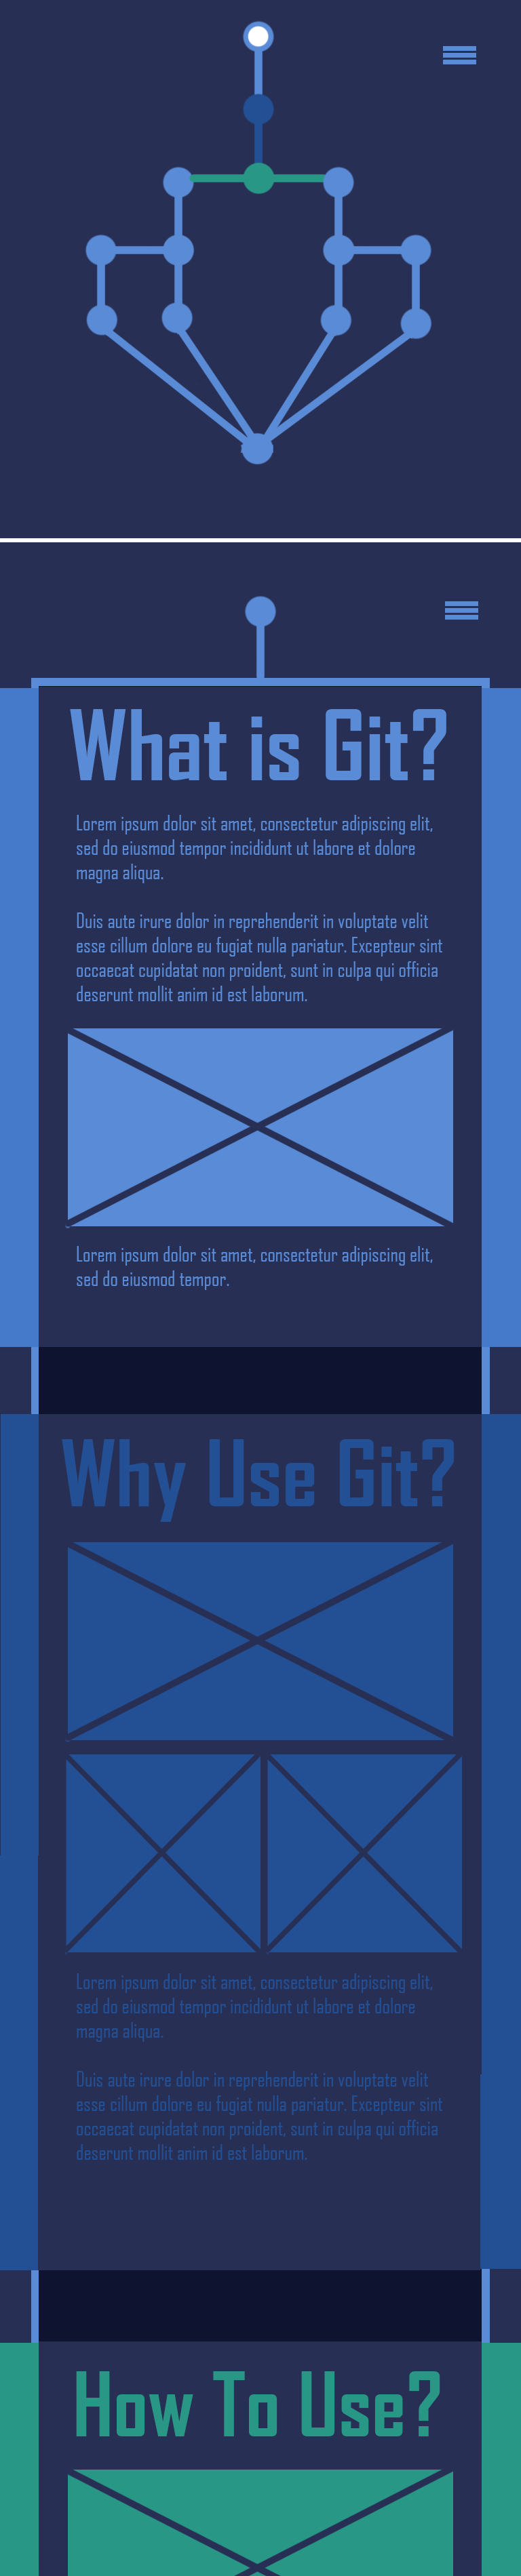 What is Git?
Lorem ipsum dolor sit amet, consectetur adipiscing elit,
sed do eiusmod tempor incididunt ut labore et dolore
magna aliqua.
Duis aute irure dolor in reprehenderit in voluptate velit
esse cillum dolore eu fugiat nulla pariatur. Excepteur sint
occaecat cupidatat non proident, sunt in culpa qui officia
deserunt mollit anim id est laborum.
Lorem ipsum dolor sit amet, consectetur adipiscing elit,
sed do eiusmod tempor.
Why Use Git?
Lorem ipsum dolor sit amet, consectetur adipiscing elit,
sed do eiusmod tempor incididunt ut labore et dolore
magna aliqua.
Duis aute irure dolor in reprehenderit in voluptate velit
esse cillum dolore eu fugiat nulla pariatur. Excepteur sint
occaecat cupidatat non proident, sunt in culpa qui officia
deserunt mollit anim id est laborum.
How To Use?